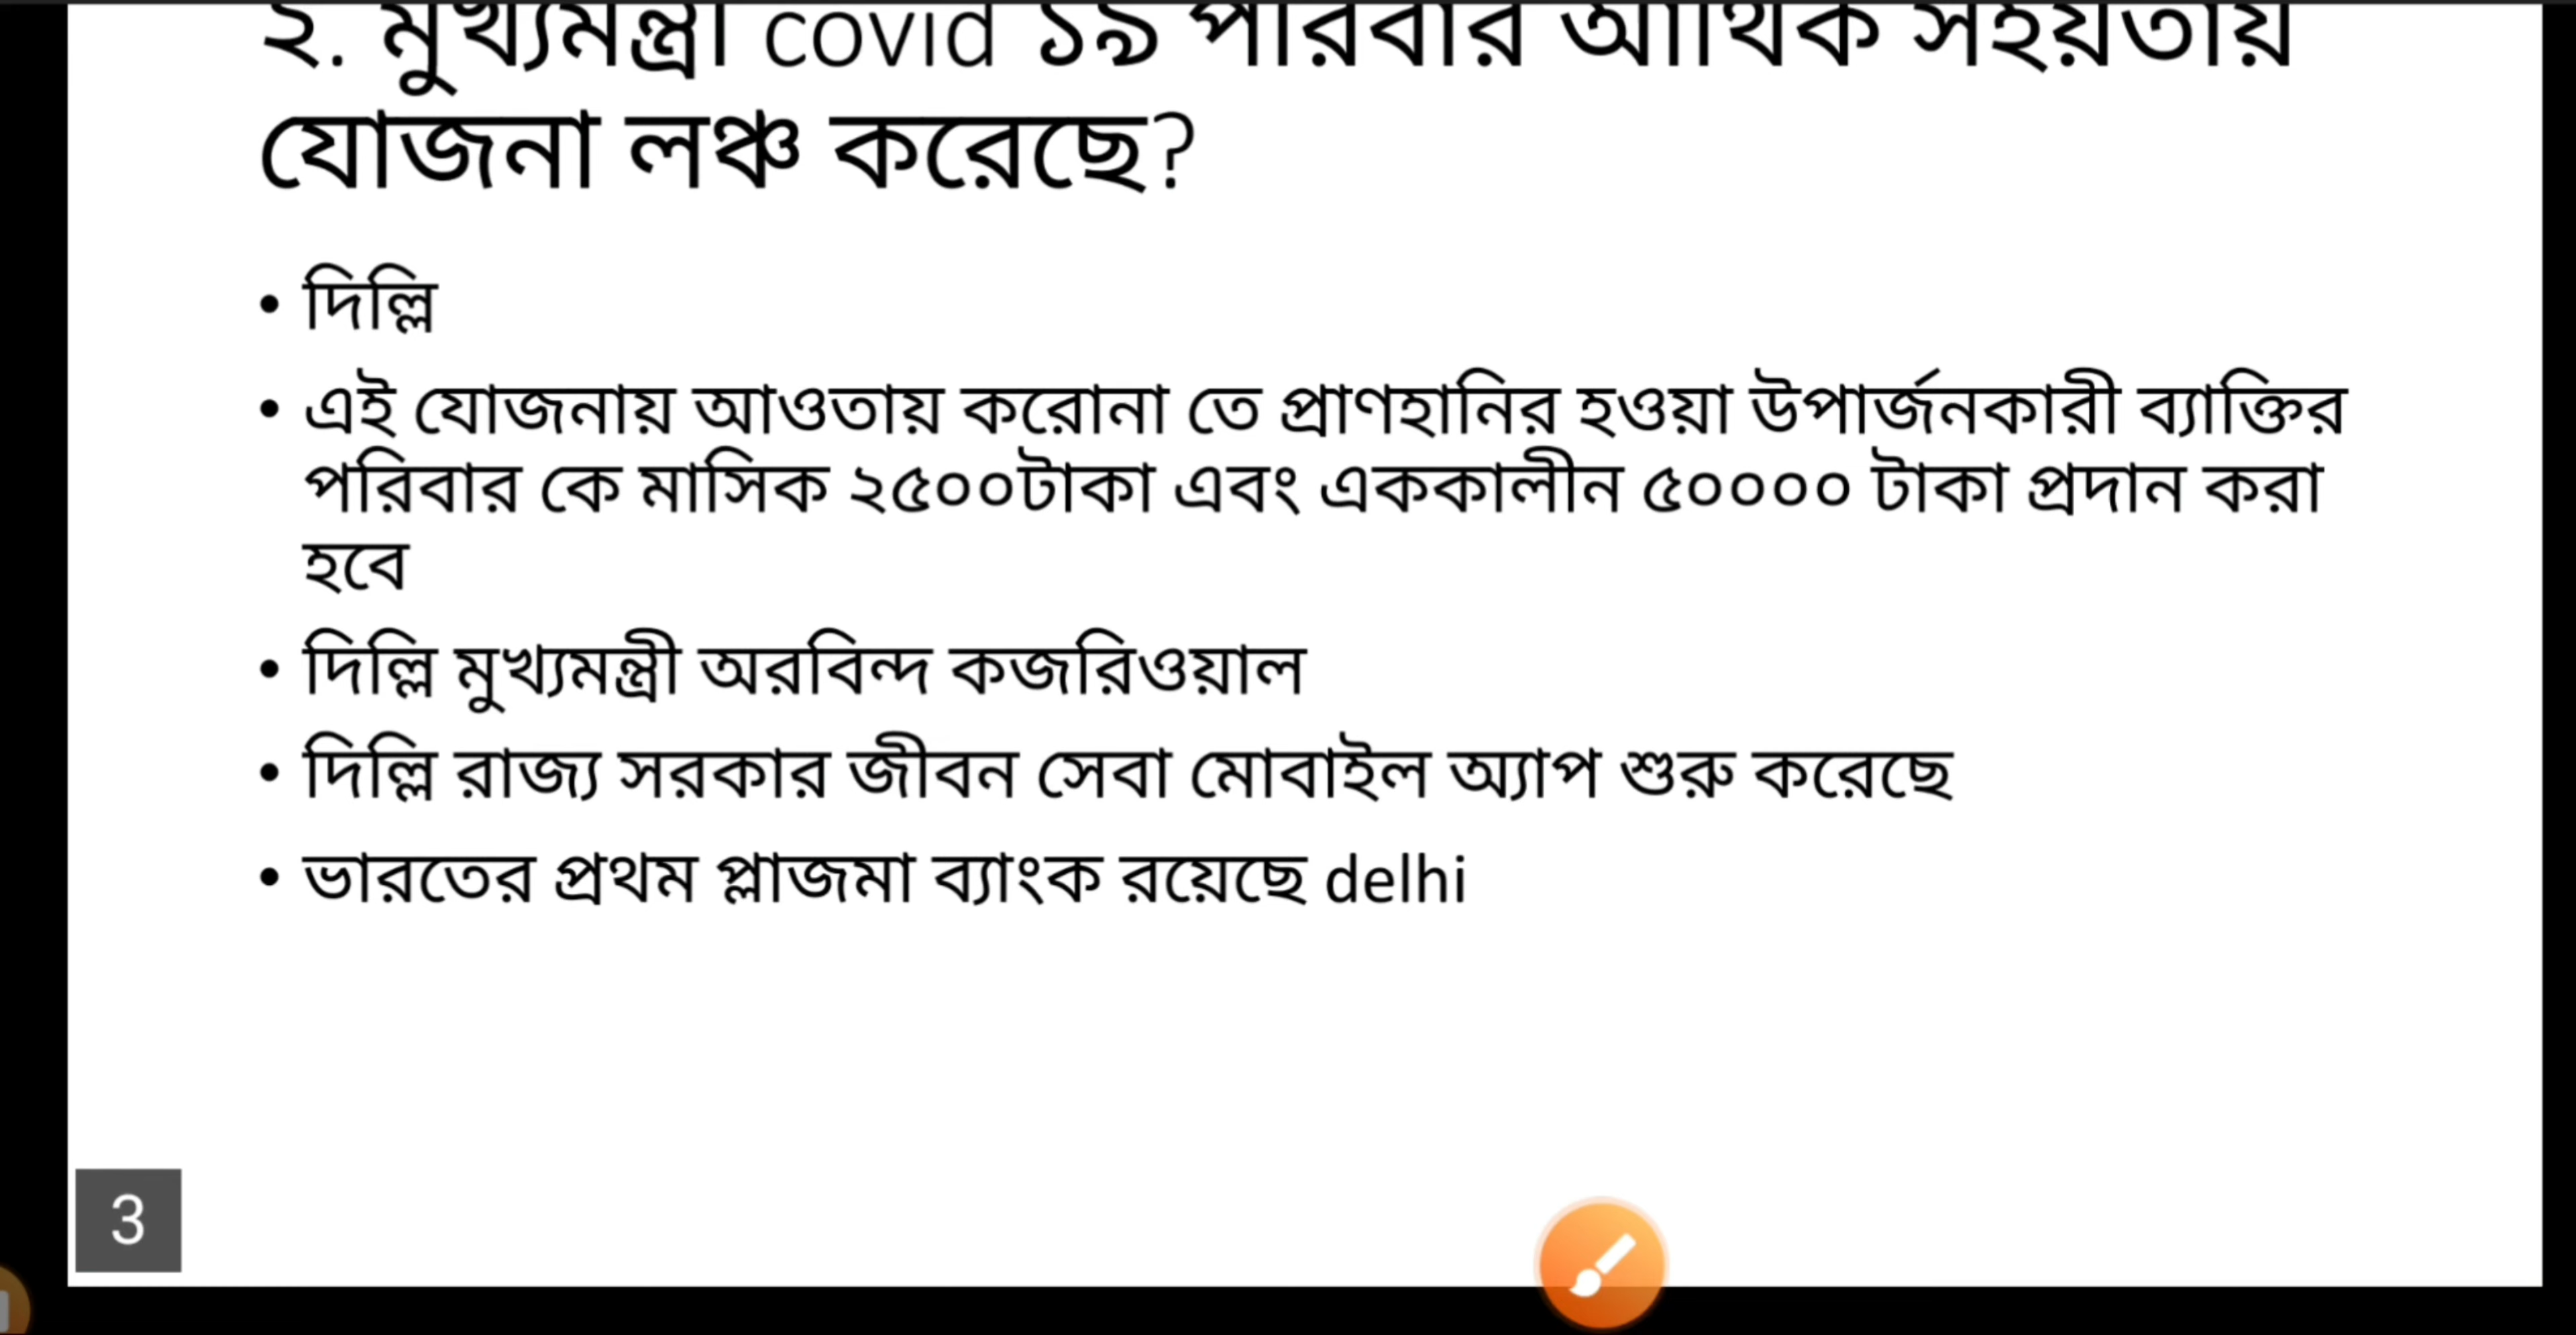 ২. মুখ্যমন্ত্রী covid ১৯ পরিবার আর্থিক সহয়তায়
যোজনা লঞ্চ করেছে?
• দিল্লি
• এই যোজনায় আওতায় করোনা তে প্রাণহানির হওয়া উপার্জনকারী ব্যাক্তির
পরিবার কে মাসিক ২৫০০টাকা এবং এককালীন ৫০০০০ টাকা প্রদান করা
হবে
• দিল্লি মুখ্যমন্ত্রী অরবিন্দ কজরিওয়াল
• দিল্লি রাজ্য সরকার জীবন সেবা মোবাইল অ্যাপ শুরু করেছে
• ভারতের প্রথম প্লাজমা ব্যাংক রয়েছে delhi
3